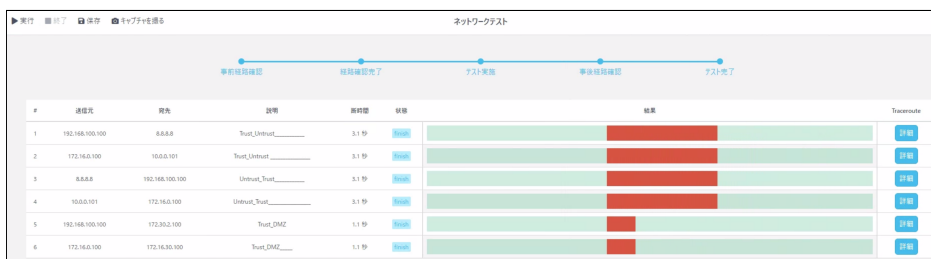 実行 終了 保存 キャプチャを撮る ネットワークテスト
事前経路確認 経路確認完了 テスト実施 事後経路確認 テスト完了
# 送信元 宛先 説明 断時間 状態 結果 Traceroute
1 192.168.100.100 8.8.8.8 Trust_Untrust__________ 3.1 秒 finish 詳細
2 172.16.0.100 10.0.0.101 Trust_Untrust _____________ 3.1 秒 finish 詳細
3 8.8.8.8 192.168.100.100 Untrust_Trust__________ 3.1 秒 finish 詳細
4 10.0.0.101 172.16.0.100 Untrust_Trust______________ 3.1 秒 finish 詳細
5 192.168.100.100 172.30.2.100 Trust_DMZ 1.1 秒 finish 詳細
6 172.16.0.100 172.16.30.100 Trust_DMZ____ 1.1 秒 finish 詳細